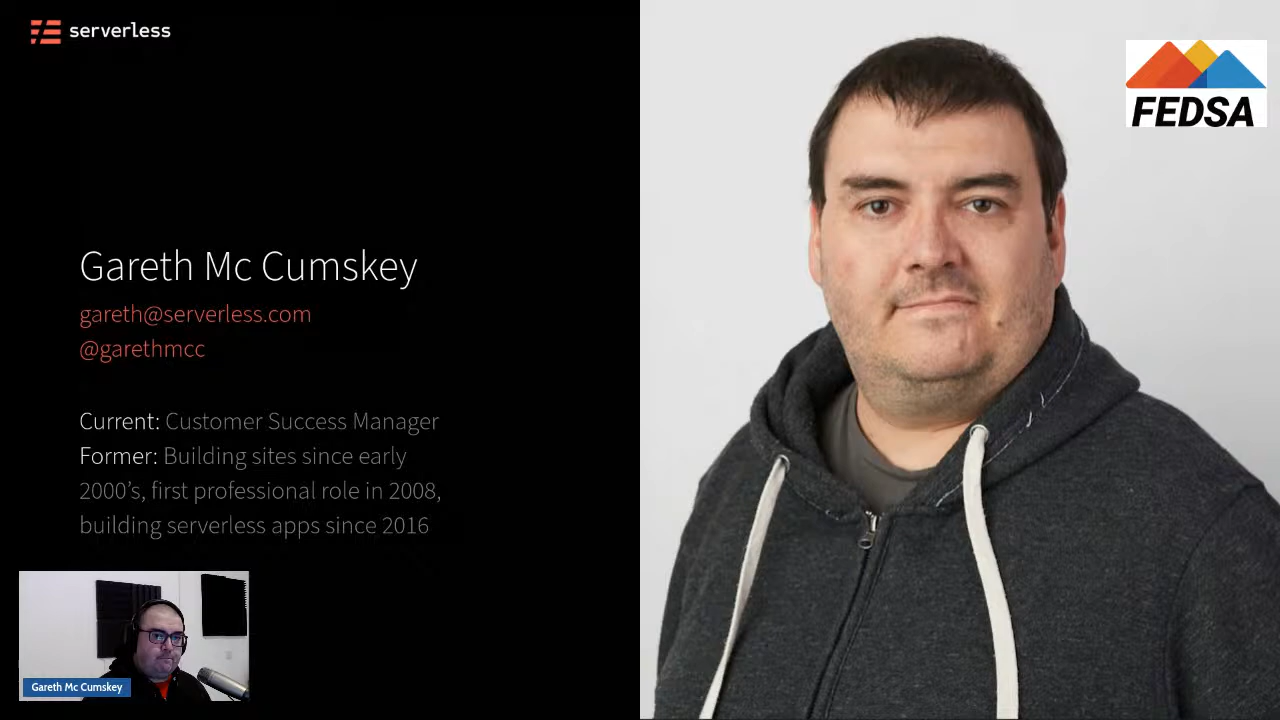 serverless
FEDSA
Gareth Mc Cumskey
gareth@serverless.com
@garethmcc
Current: Customer Success Manager
Former: Building sites since early
2000’s, first professional role in 2008,
building serverless apps since 2016
Gareth Mc Cumskey